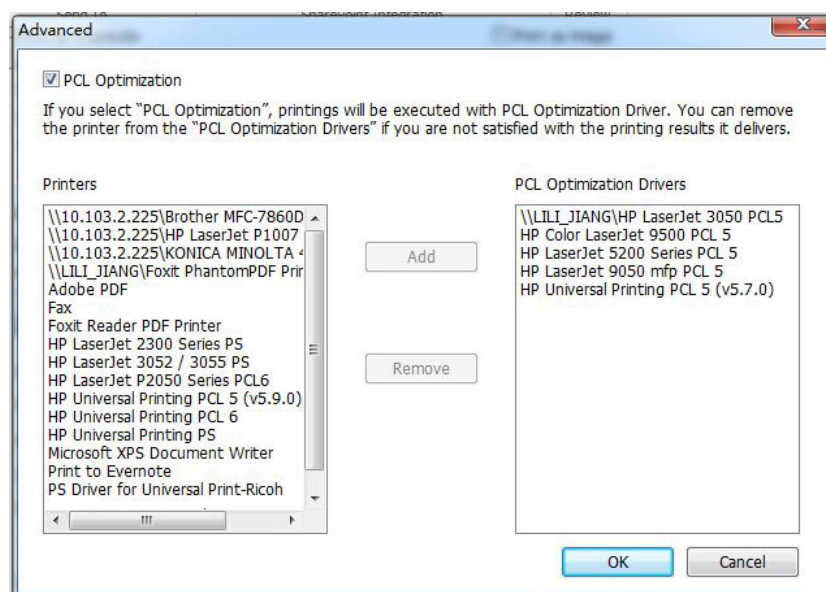 Send To SharePoint Integration Review
Advanced
PCL Optimization
If you select “PCL Optimization”, printings will be executed with PCL Optimization Driver. You can remove
the printer from the “PCL Optimization Drivers” if you are not satisfied with the printing results it delivers.
Printers
\\10.103.2.225\Brother MFC-7860D
\\10.103.2.225\HP LaserJet P1007
\\10.103.2.225\KONICA MINOLTA 4
\\LILI_JIANG\Foxit PhantomPDF Prir
Adobe PDF
Fax
Foxit Reader PDF Printer
HP LaserJet 2300 Series PS
HP LaserJet 3052 / 3055 PS
HP LaserJet P2050 Series PCL6
HP Universal Printing PCL 5 (v5.9.0)
HP Universal Printing PCL 6
HP Universal Printing PS
Microsoft XPS Document Writer
Print to Evernote
PS Driver for Universal Print-Ricoh
Add
Remove
PCL Optimization Drivers
\\LILI_JIANG\HP LaserJet 3050 PCL5
HP Color LaserJet 9500 PCL 5
HP LaserJet 5200 Series PCL 5
HP LaserJet 9050 mfp PCL 5
HP Universal Printing PCL 5 (v5.7.0)
OK
Cancel